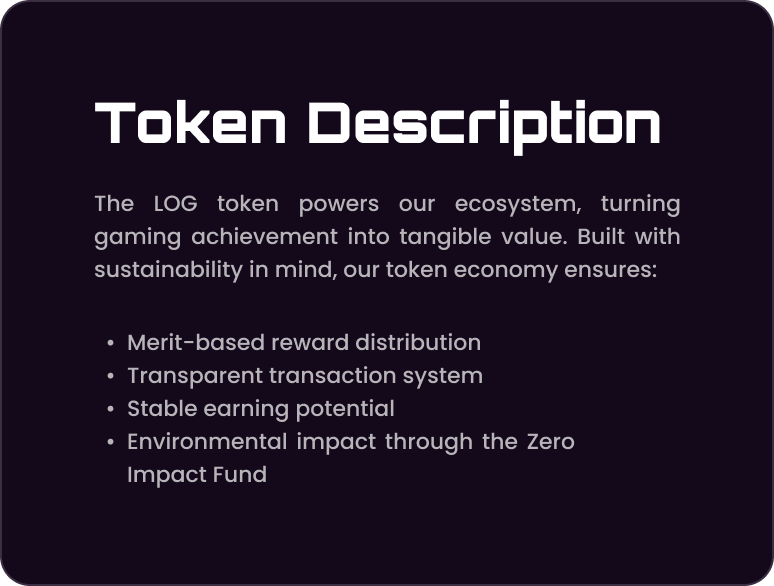 Token Description
The LOG token powers our ecosystem, turning
gaming achievement into tangible value. Built with
sustainability in mind, our token economy ensures:
• Merit-based reward distribution
• Transparent transaction system
• Stable earning potential
• Environmental impact through the Zero
Impact Fund